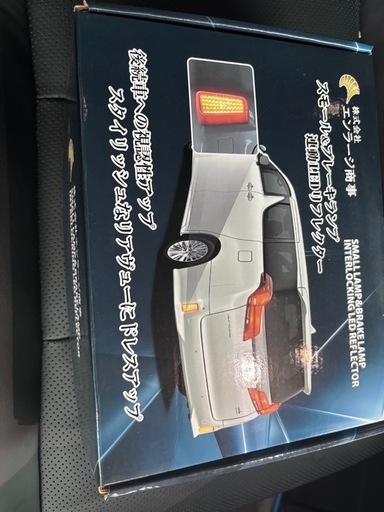 株式会社
エンラージ商事
スモール&ブレーキランプ
連動LEDリフレクター
SMALL LAMP&BRAKE LAMP
INTERLOCKING LED REFLECTOR
後続車への視認性アップ
スタイリッシュなリアヴューにドレスアップ